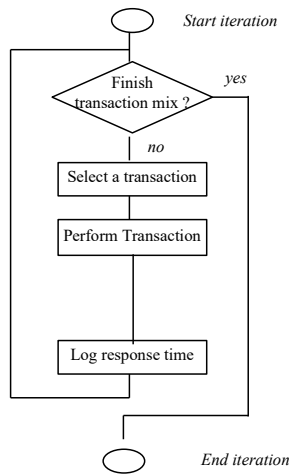 Start iteration
Finish
transaction mix ?
yes
no
Select a transaction
Perform Transaction
Log response time
End iteration